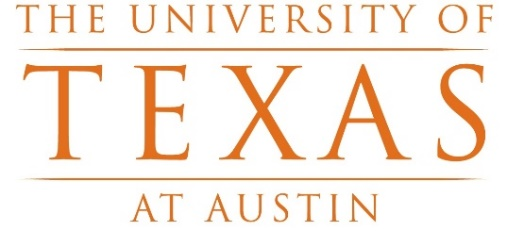 THE UNIVERSITY OF
TEXAS
AT AUSTIN